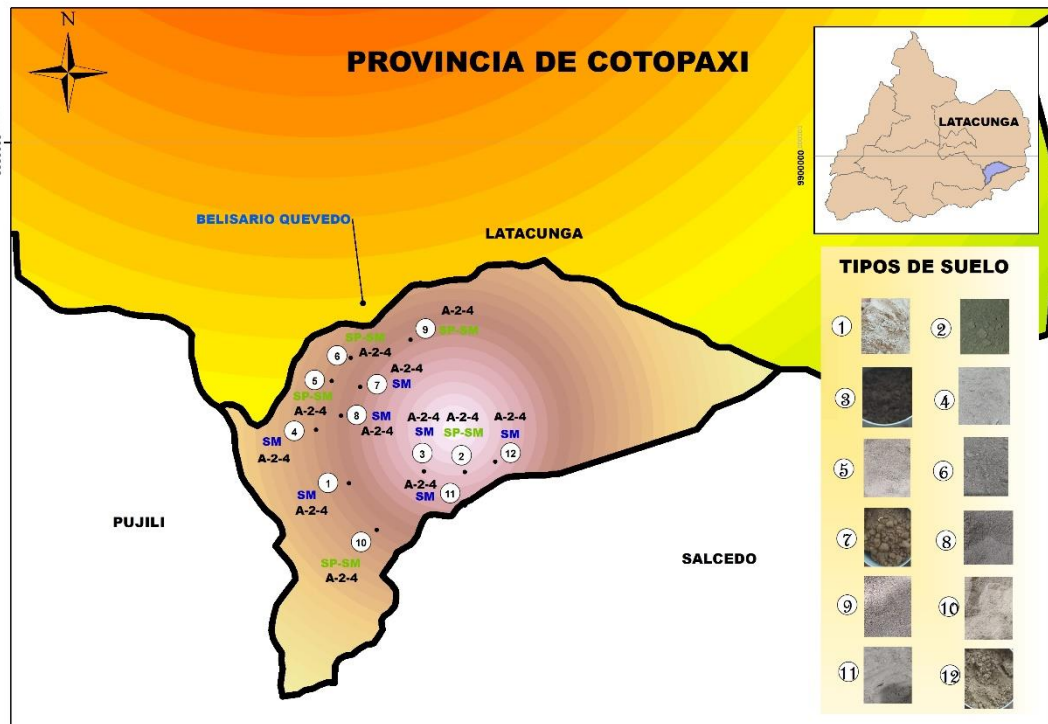 N
PROVINCIA DE COTOPAXI
LATACUNGA
9900000
BELISARIO QUEVEDO
LATACUNGA
TIPOS DE SUELO
A-2-4
9 SP-SM
SP-SM
6 A-2-4
A-2-4
5 7 SM
SP-SM
A-2-4
8 SM
A-2-4
4
SM
A-2-4
A-2-4 A-2-4 A-2-4
SM SP-SM SM
3 2 12
A-2-4
SM 11
1
SM
A-2-4
10
SP-SM
A-2-4
PUJILI
SALCEDO
1 2
3 4
5 6
7 8
9 10
11 12